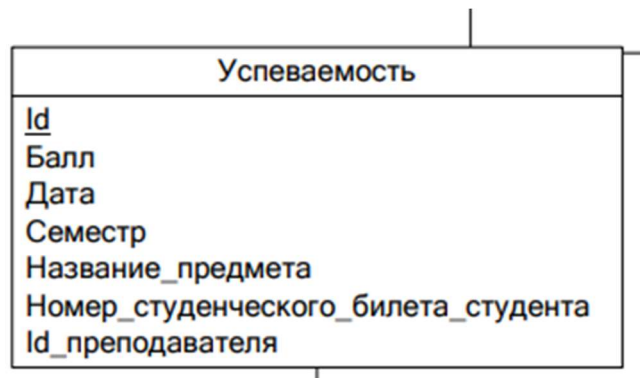 Успеваемость
Id
Балл
Дата
Семестр
Название_предмета
Номер_студенческого_билета_студента
Id_преподавателя